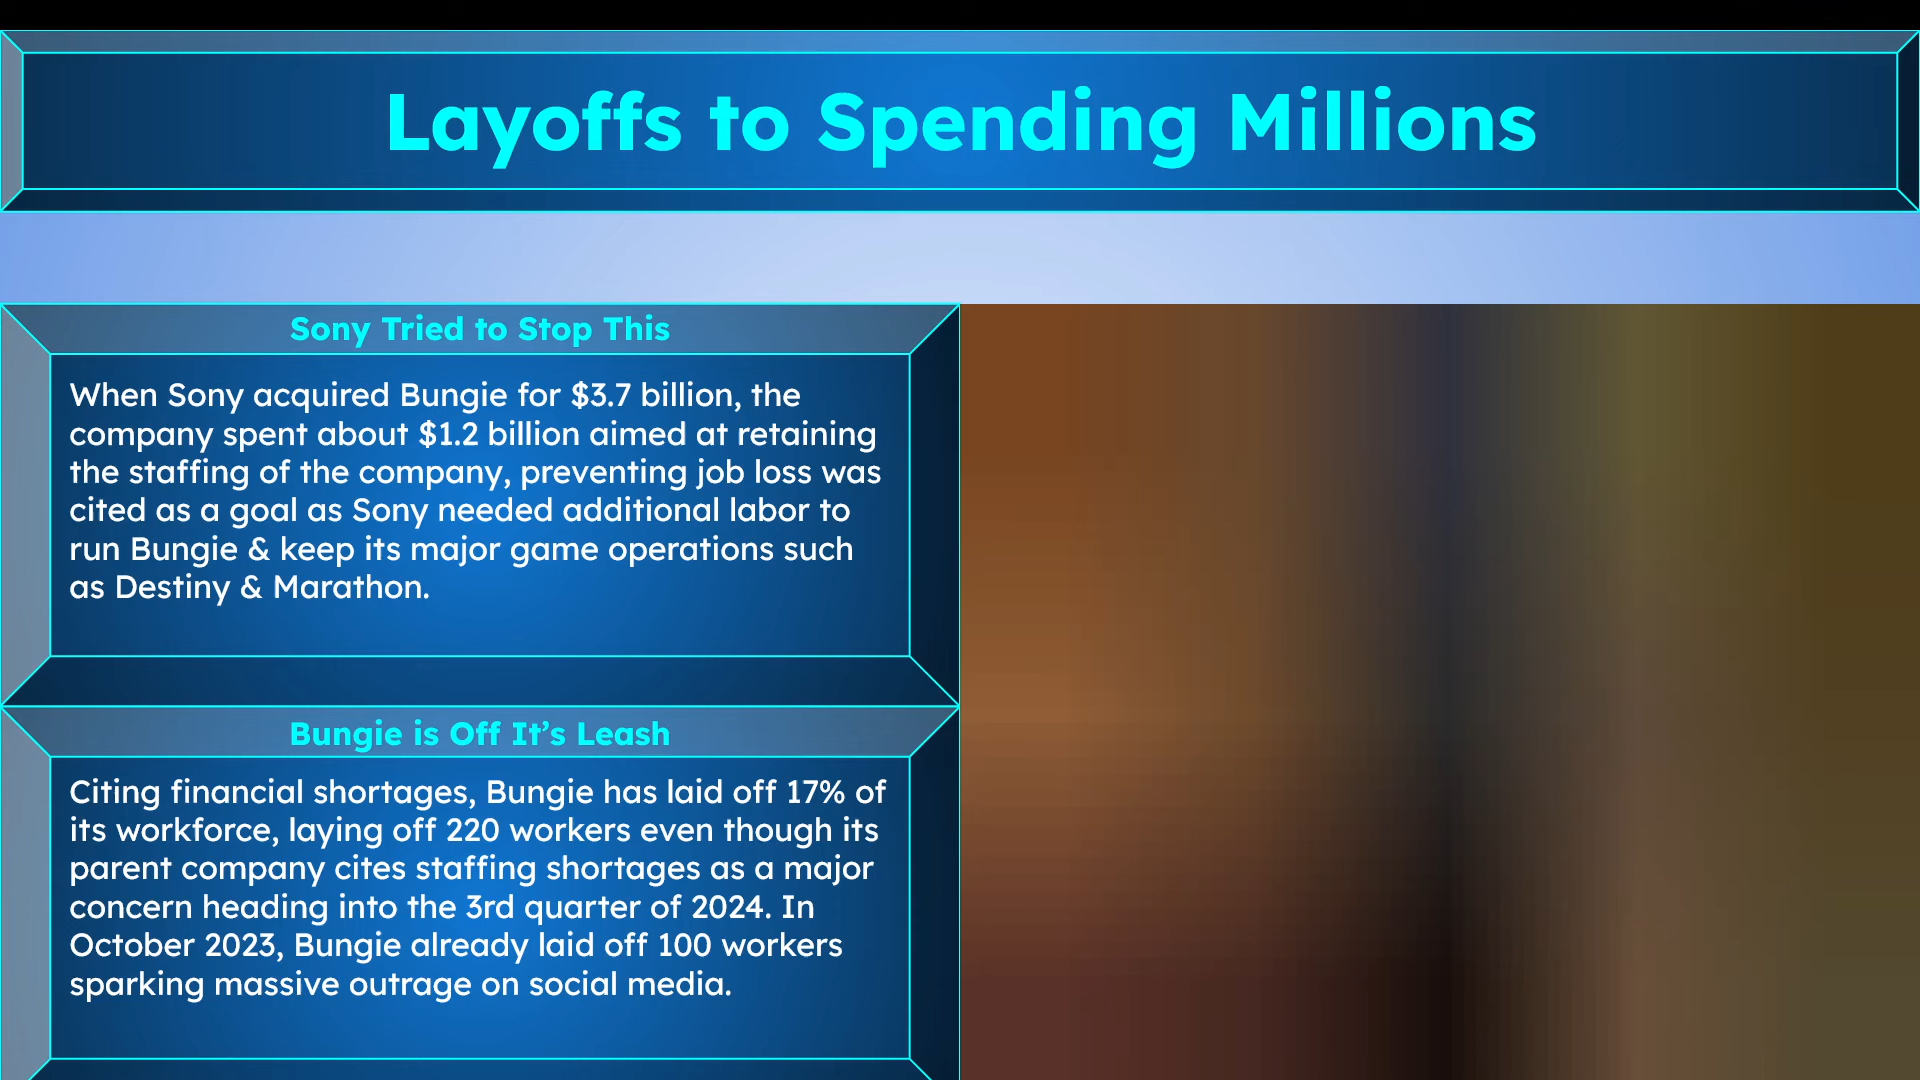 Layoffs to Spending Millions
Sony Tried to Stop This
When Sony acquired Bungie for $3.7 billion, the
company spent about $1.2 billion aimed at retaining
the staffing of the company, preventing job loss was
cited as a goal as Sony needed additional labor to
run Bungie & keep its major game operations such
as Destiny & Marathon.
Bungie is Off It’s Leash
Citing financial shortages, Bungie has laid off 17% of
its workforce, laying off 220 workers even though its
parent company cites staffing shortages as a major
concern heading into the 3rd quarter of 2024. In
October 2023, Bungie already laid off 100 workers
sparking massive outrage on social media.